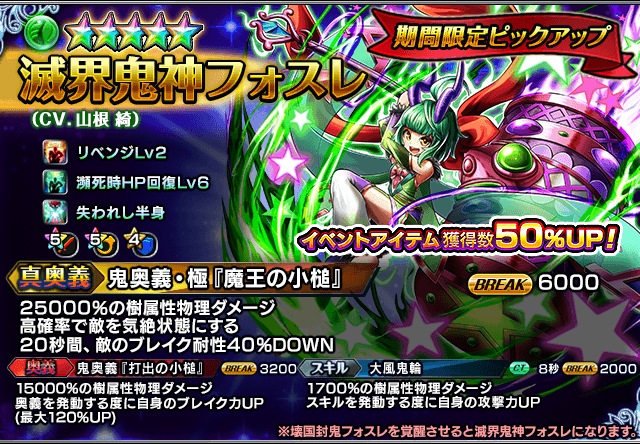 期間限定ピックアップ
滅界鬼神フォスレ
(CV.山根 綺)
リベンジLv2
瀕死時HP回復Lv6
失われし半身
5 5 4
イベントアイテム獲得数50%UP!
真奥義 鬼奥義・極『魔王の小槌』 BREAK 6000
25000%の樹属性物理ダメージ
高確率で敵を気絶状態にする
20秒間、敵のブレイク耐性40%DOWN
奥義 鬼奥義『打出の小槌』 BREAK 3200
15000%の樹属性物理ダメージ
奥義を発動する度に自身のブレイク力UP
(最大120%UP)
スキル 大風鬼輪 CT 8秒 BREAK 2000
1700%の樹属性物理ダメージ
スキルを発動する度に自身の攻撃力UP
※壊国封鬼フォスレを覚醒させると滅界鬼神フォスレになります。